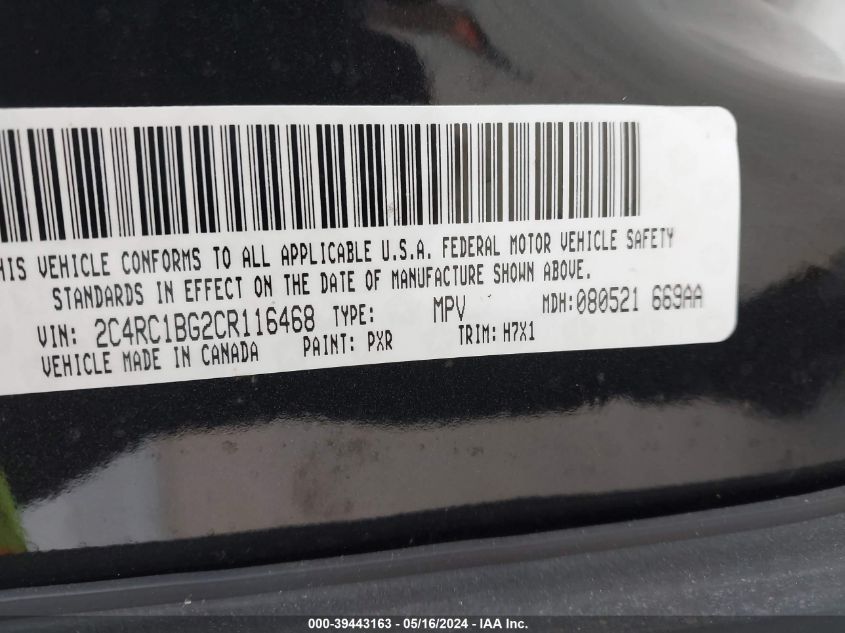 HIS VEHICLE CONFORMS TO ALL APPLICABLE U.S.A. FEDERAL MOTOR VEHICLE SAFETY
STANDARDS IN EFFECT ON THE DATE OF MANUFACTURE SHOWN ABOVE.
VIN: 2C4RC1BG2CR116468 TYPE: MPV MDH:080521 669AA
VEHICLE MADE IN CANADA PAINT: PXR TRIM: H7X1
000-39443163 - 05/16/2024 - IAA Inc.